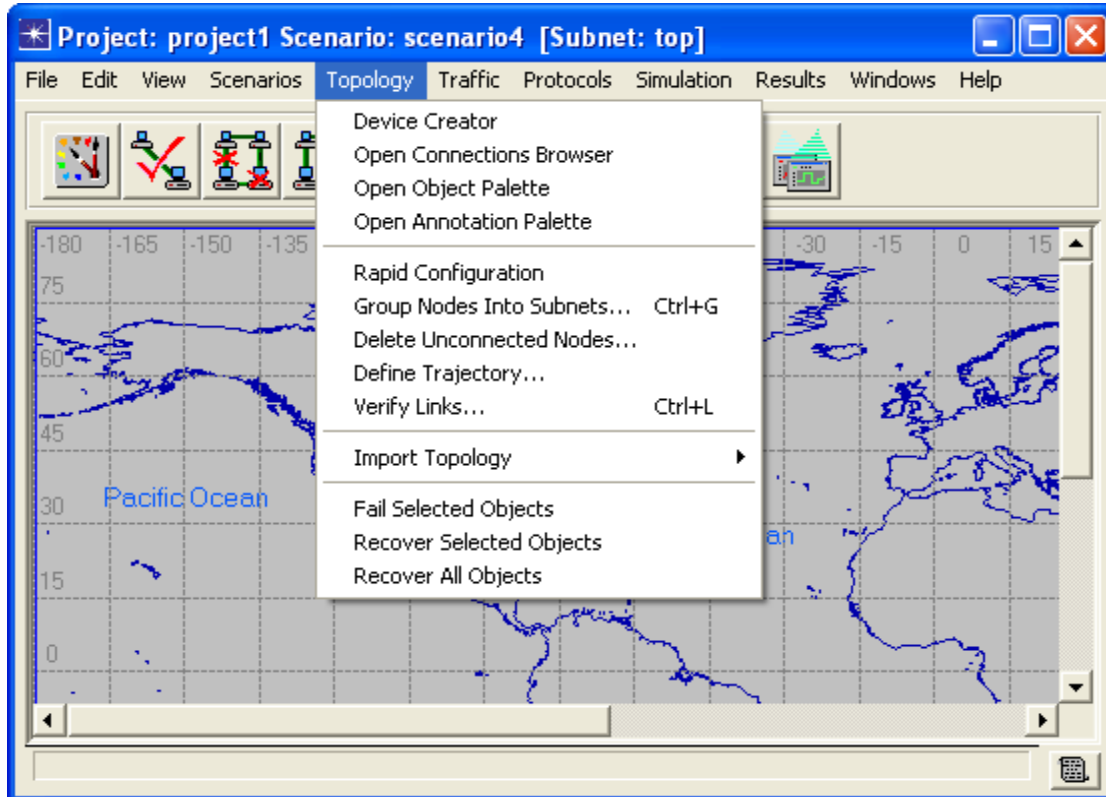 Project: project1 Scenario: scenario4 [Subnet: top]
File Edit View Scenarios Topology Traffic Protocols Simulation Results Windows Help
Device Creator
Open Connections Browser
Open Object Palette
Open Annotation Palette
Rapid Configuration
Group Nodes Into Subnets... Ctrl+G
Delete Unconnected Nodes...
Define Trajectory...
Verify Links... Ctrl+L
Import Topology
Fail Selected Objects
Recover Selected Objects
Recover All Objects
-180 -165 -150 -135 -30 -15 0 15
75
60
45
Pacific Ocean
30
an
15
0